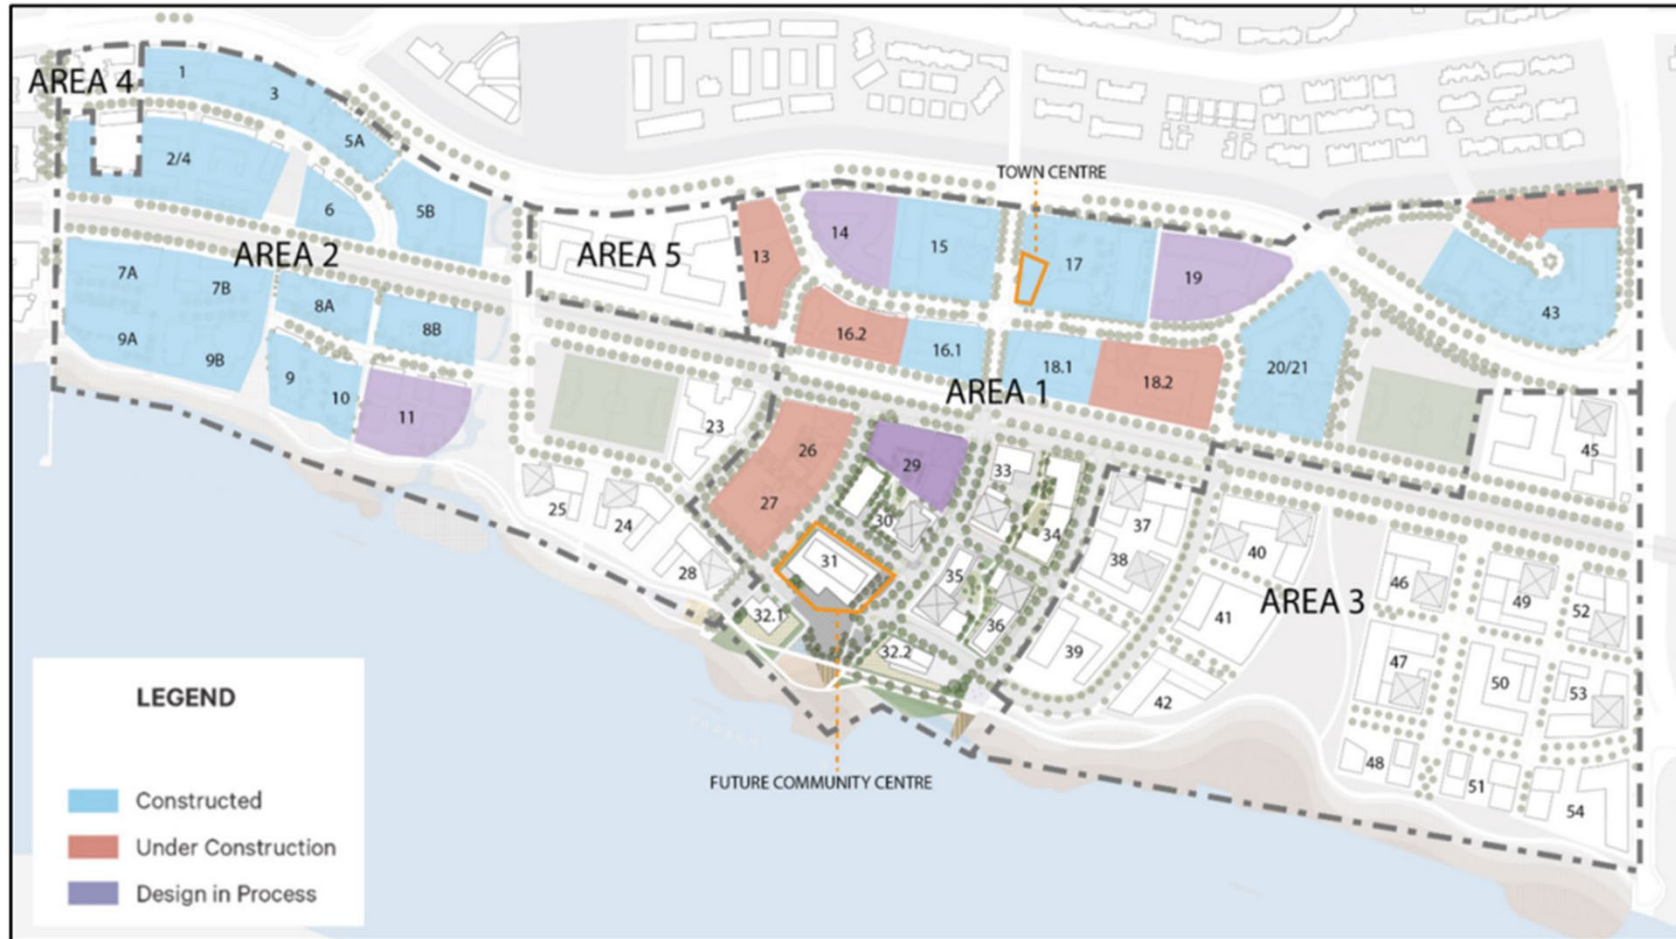 AREA 4
1
3
5A
2/4
6
5B
AREA 2
7A
7B
8A
8B
9A
9B
9
10
11
AREA 5
13
14
15
TOWN CENTRE
17
19
16.2
16.1
18.1
18.2
20/21
43
AREA 1
23
26
27
29
33
45
25
24
28
30
31
34
35
36
37
38
40
32.1
32.2
39
41
42
AREA 3
46
49
52
47
50
53
48
51
54
FUTURE COMMUNITY CENTRE
LEGEND
Constructed
Under Construction
Design in Process